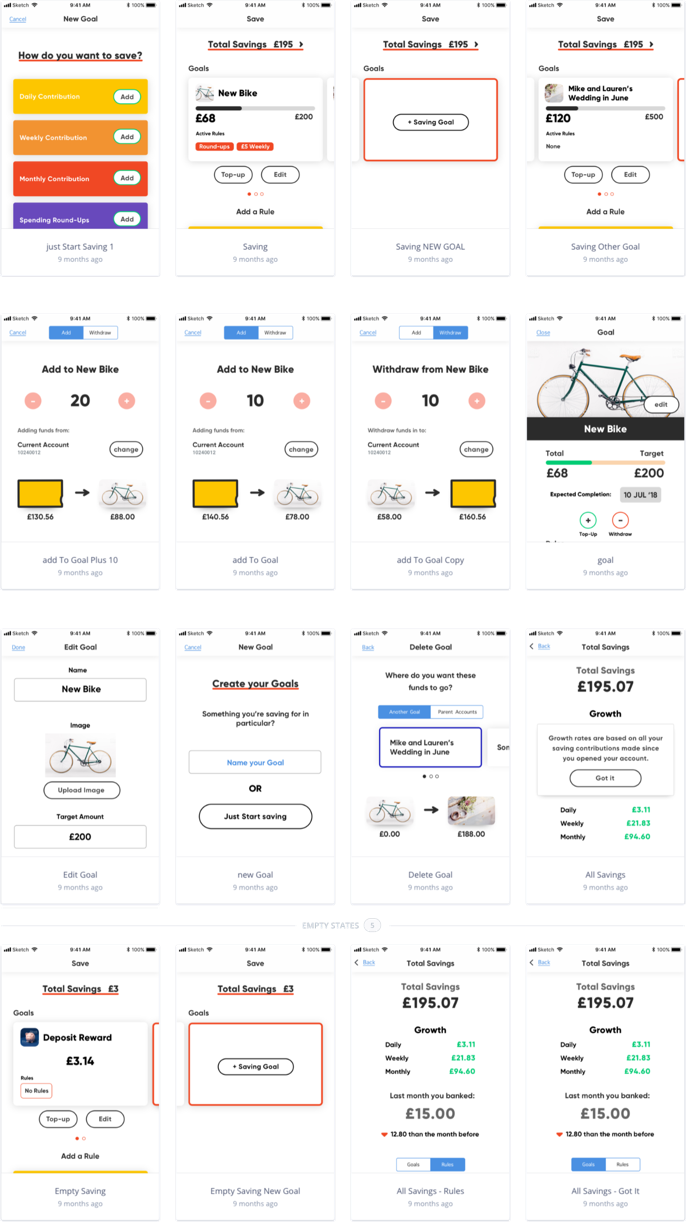 Sketch 9:41 AM 100%
Cancel New Goal
How do you want to save?
Daily Contribution Add
Weekly Contribution Add
Monthly Contribution Add
Spending Round-Ups Add
just Start Saving 1
9 months ago
Sketch 9:41 AM 100%
Save
Total Savings £195 ›
Goals
New Bike
£68 £200
Active Rules
Round-ups £5 Weekly
Top-up Edit
Add a Rule
Saving
9 months ago
Sketch 9:41 AM 100%
Save
Total Savings £195 ›
Goals
+ Saving Goal
Saving NEW GOAL
9 months ago
Sketch 9:41 AM 100%
Save
Total Savings £195 ›
Goals
Mike and Lauren's
Wedding in June
£120 £500
Active Rules
None
Top-up Edit
Add a Rule
Saving Other Goal
9 months ago
Sketch 9:41 AM 100%
Cancel Add Withdraw
Add to New Bike
- 20 +
Adding funds from:
Current Account
10240012
change
£130.56 £88.00
add To Goal Plus 10
9 months ago
Sketch 9:41 AM 100%
Cancel Add Withdraw
Add to New Bike
- 10 +
Adding funds from:
Current Account
10240012
change
£140.56 £78.00
add To Goal
9 months ago
Sketch 9:41 AM 100%
Cancel Add Withdraw
Withdraw from New Bike
- 10 +
Withdraw funds in to:
Current Account
10240012
change
£58.00 £160.56
add To Goal Copy
9 months ago
Sketch 9:41 AM 100%
Close Goal
edit
New Bike
Total Target
£68 £200
Expected Completion: 10 JUL '18
+ -
Top-Up Withdraw
goal
9 months ago
Sketch 9:41 AM 100%
Done Edit Goal
Name
New Bike
Image
Upload Image
Target Amount
£200
Edit Goal
9 months ago
Sketch 9:41 AM 100%
Cancel New Goal
Create your Goals
Something you're saving for in
particular?
Name your Goal
OR
Just Start saving
new Goal
9 months ago
Sketch 9:41 AM 100%
Back Delete Goal
Where do you want these
funds to go?
Another Goal Parent Accounts
Mike and Lauren's
Wedding in June
Son
£0.00 £188.00
Delete Goal
9 months ago
Sketch 9:41 AM 100%
Back Total Savings
Total Savings
£195.07
Growth
Growth rates are based on all your
saving contributions made since
you opened your account.
Got it
Daily £3.11
Weekly £21.83
Monthly £94.60
All Savings
9 months ago
EMPTY STATES 5
Sketch 9:41 AM 100%
Save
Total Savings £3
Goals
Deposit Reward
£3.14
Rules
No Rules
Top-up Edit
Add a Rule
Empty Saving
9 months ago
Sketch 9:41 AM 100%
Save
Total Savings £3
Goals
+ Saving Goal
Empty Saving New Goal
9 months ago
Sketch 9:41 AM 100%
Back Total Savings
Total Savings
£195.07
Growth
Daily £3.11
Weekly £21.83
Monthly £94.60
Last month you banked:
£15.00
12.80 than the month before
Goals Rules
All Savings - Rules
9 months ago
Sketch 9:41 AM 100%
Back Total Savings
Total Savings
£195.07
Growth
Daily £3.11
Weekly £21.83
Monthly £94.60
Last month you banked:
£15.00
12.80 than the month before
Goals Rules
All Savings - Got It
9 months ago